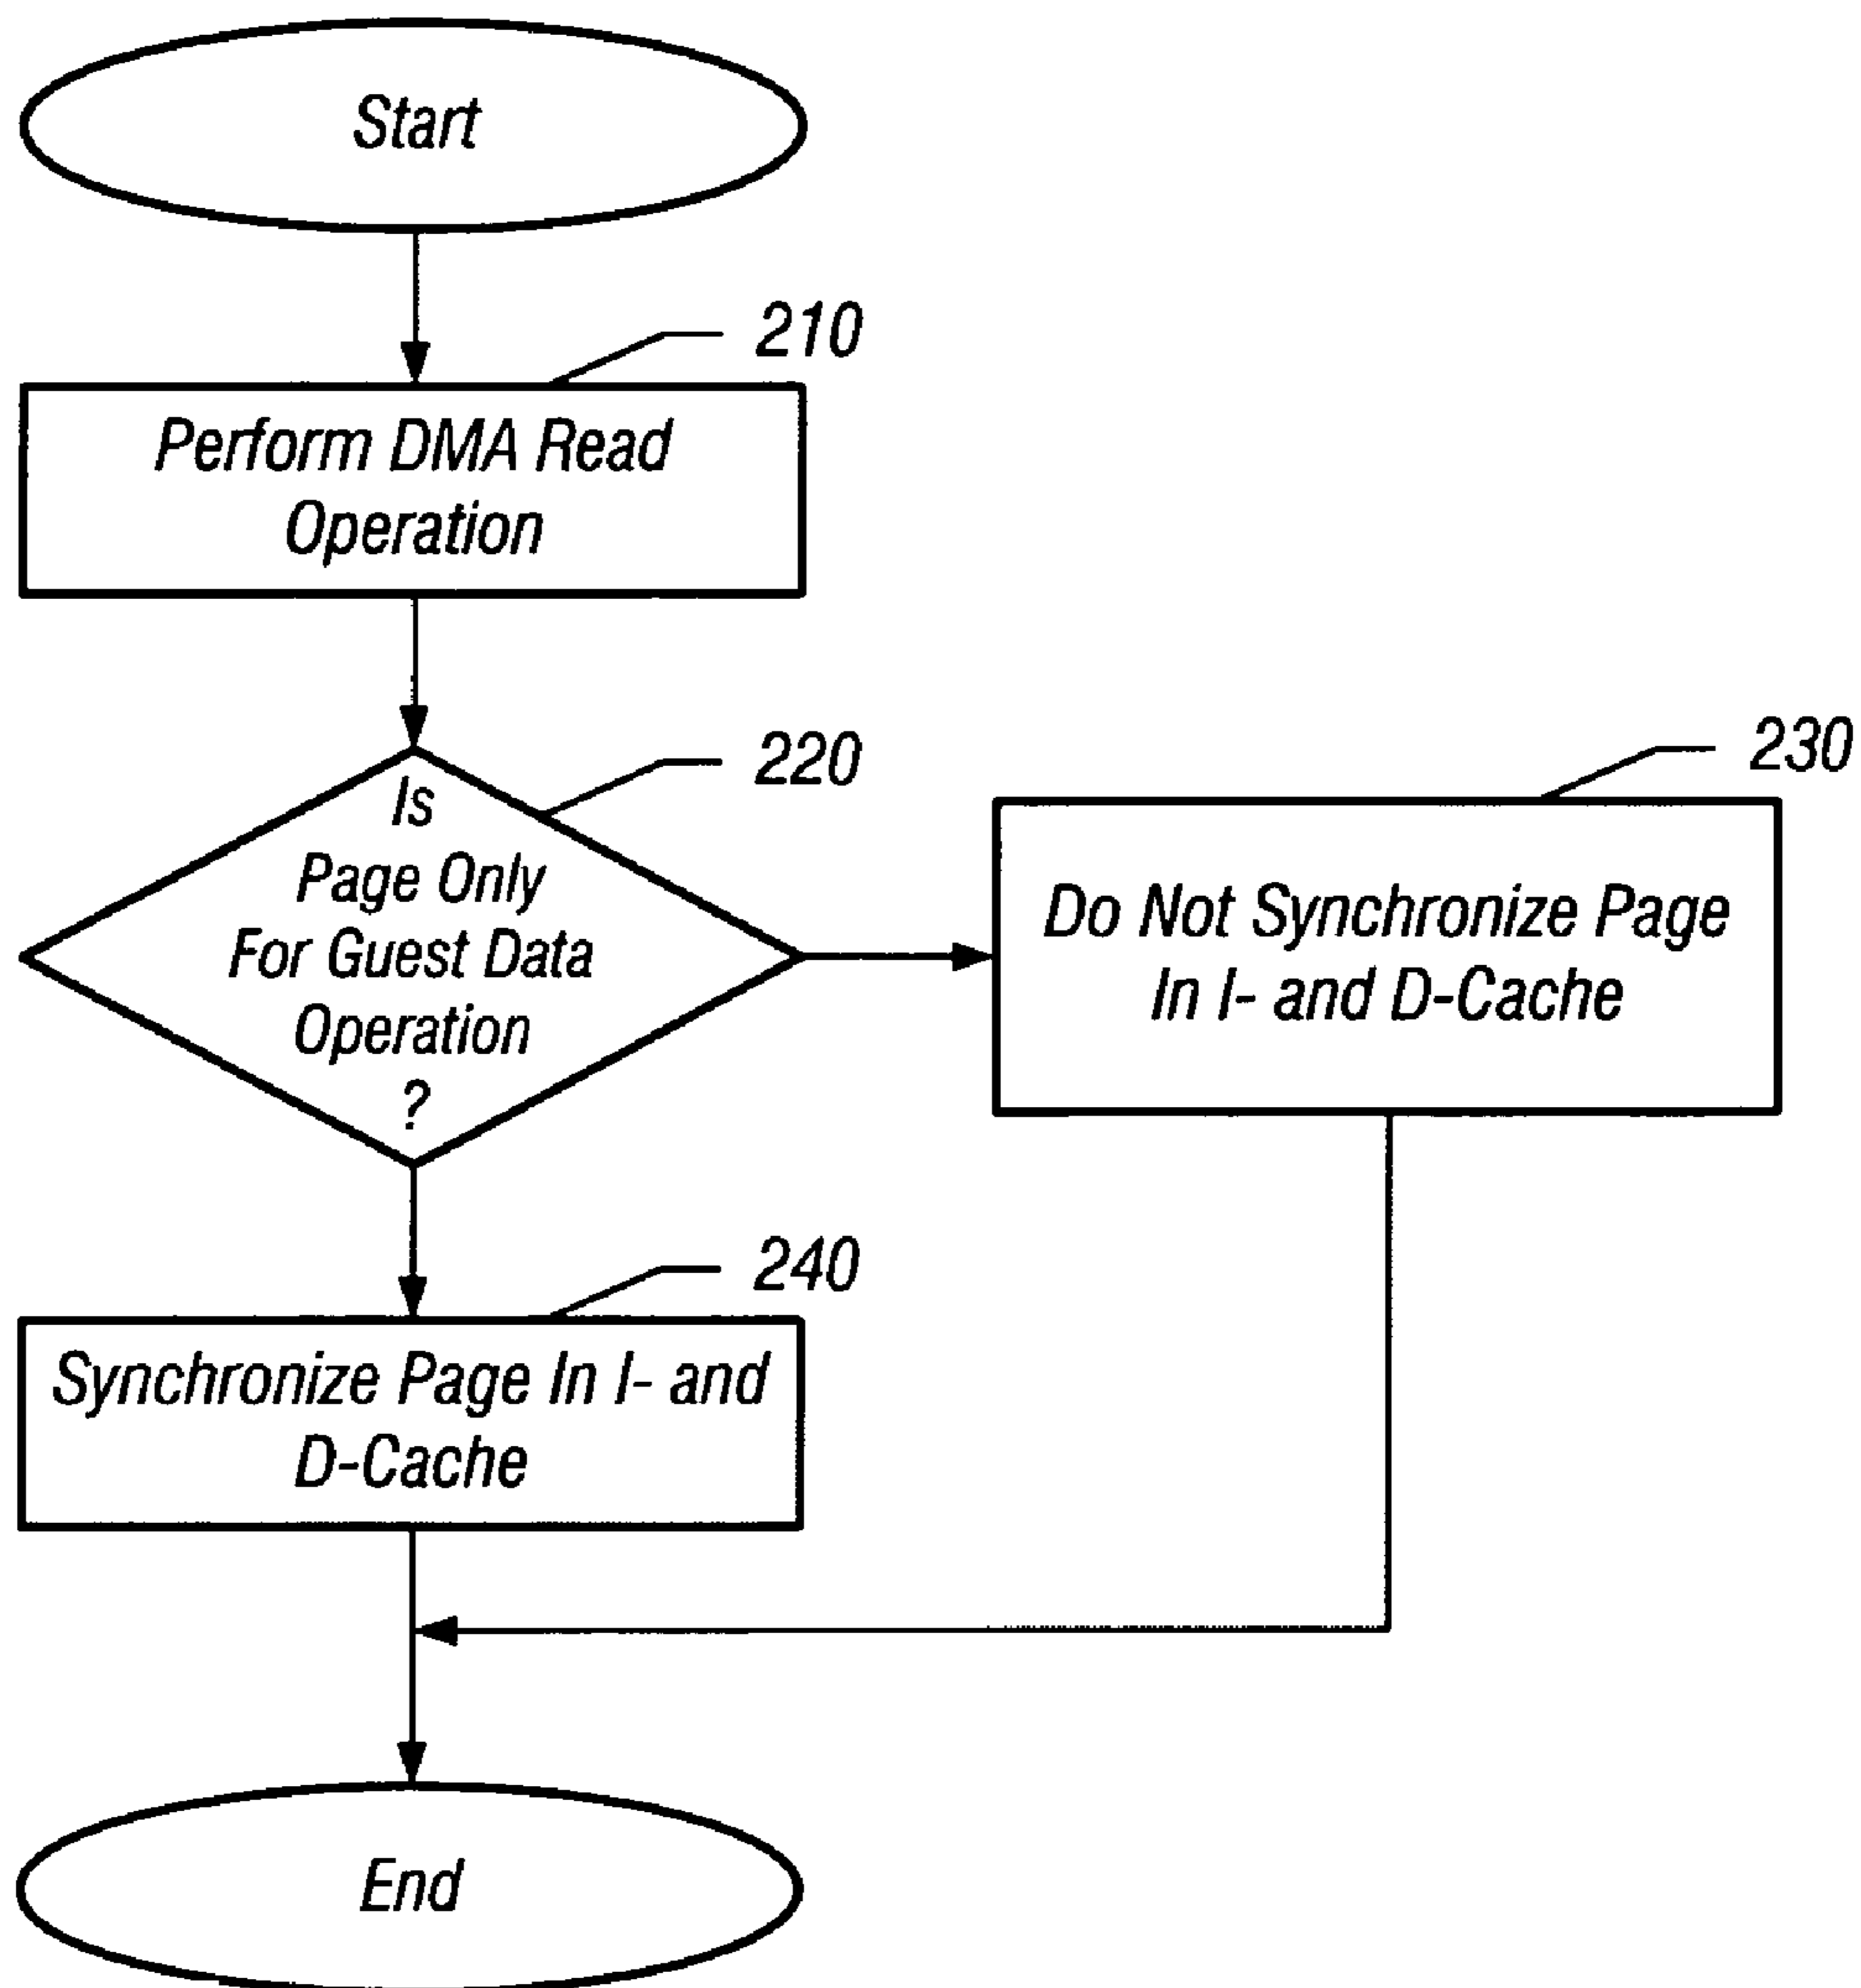 Start
210
Perform DMA Read
Operation
220
Is
Page Only
For Guest Data
Operation
?
230
Do Not Synchronize Page
In I- and D-Cache
240
Synchronize Page In I- and
D-Cache
End